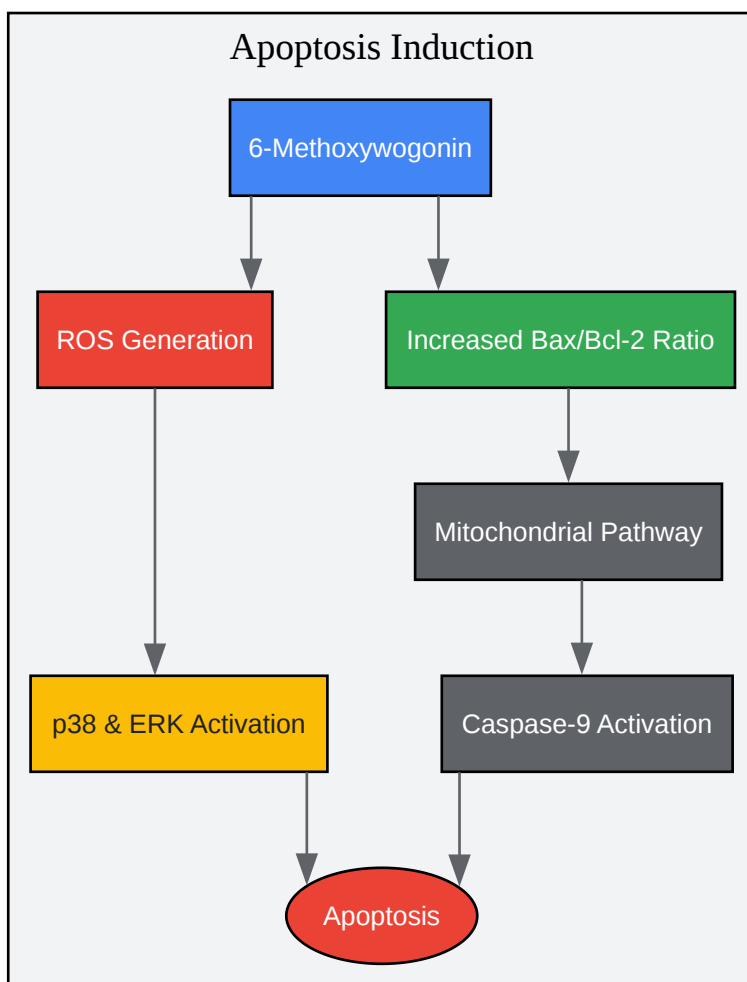 Apoptosis Induction
6-Methoxywogonin
ROS Generation
Increased Bax/Bcl-2 Ratio
Mitochondrial Pathway
p38 & ERK Activation
Caspase-9 Activation
Apoptosis